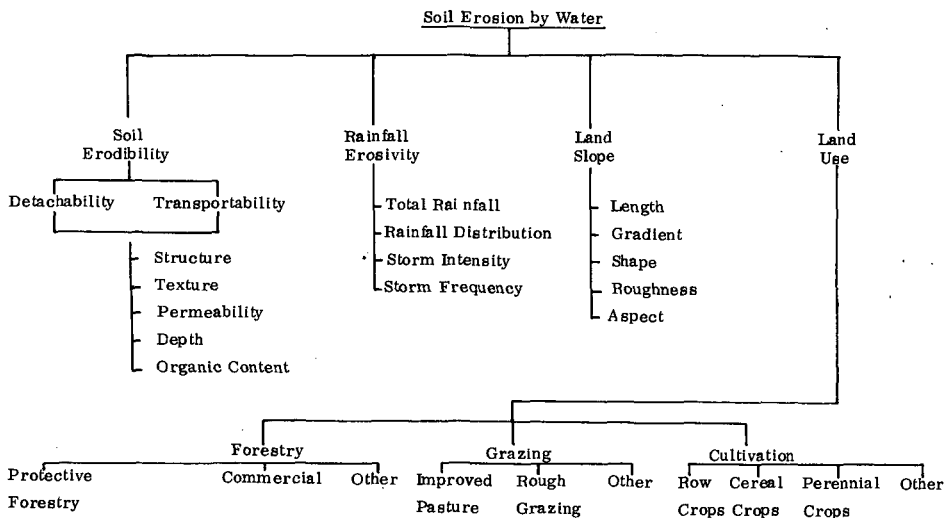 Soil Erosion by Water
Soil
Erodibility
Rainfall
Erosivity
Land
Slope
Land
Use
Detachability
Transportability
Structure
Texture
Permeability
Depth
Organic Content
Total Rainfall
Rainfall Distribution
Storm Intensity
Storm Frequency
Length
Gradient
Shape
Roughness
Aspect
Forestry
Grazing
Cultivation
Protective
Forestry
Commercial
Other
Improved
Pasture
Rough
Grazing
Other
Row
Crops
Cereal
Crops
Perennial
Crops
Other